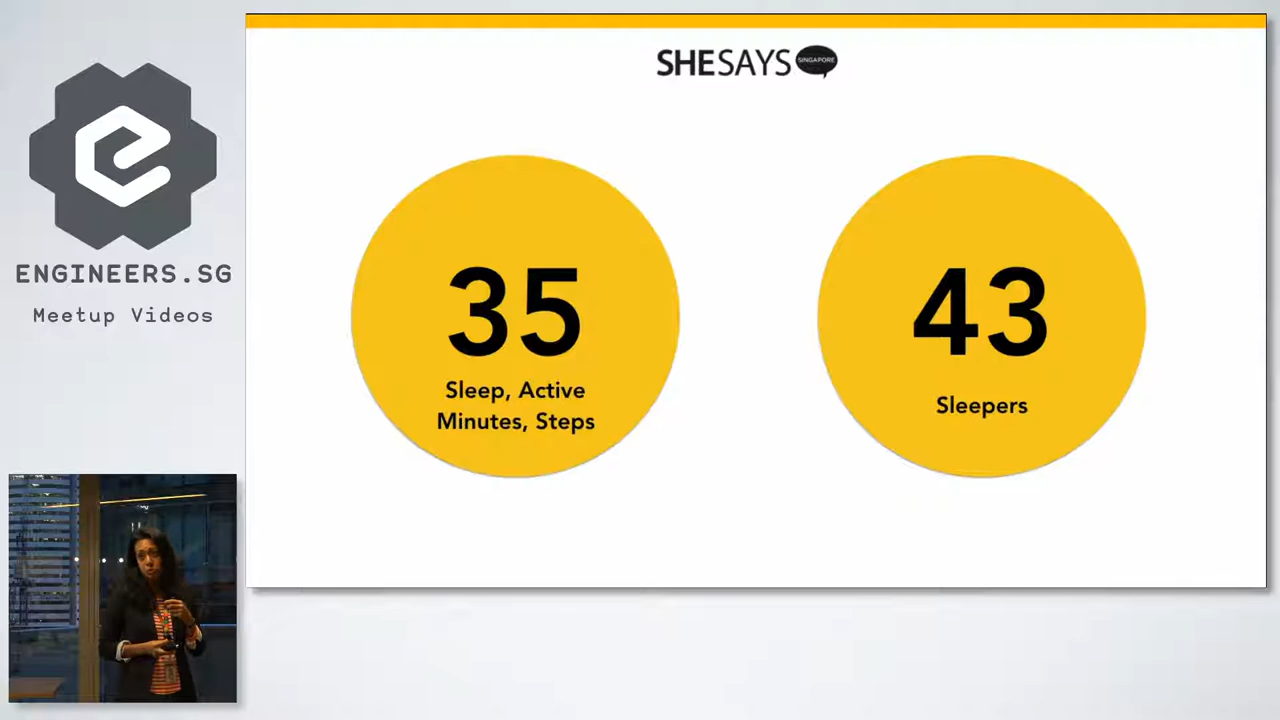 ENGINEERS.SG
Meetup Videos
SHESAYS
SINGAPORE
35
Sleep, Active
Minutes, Steps
43
Sleepers